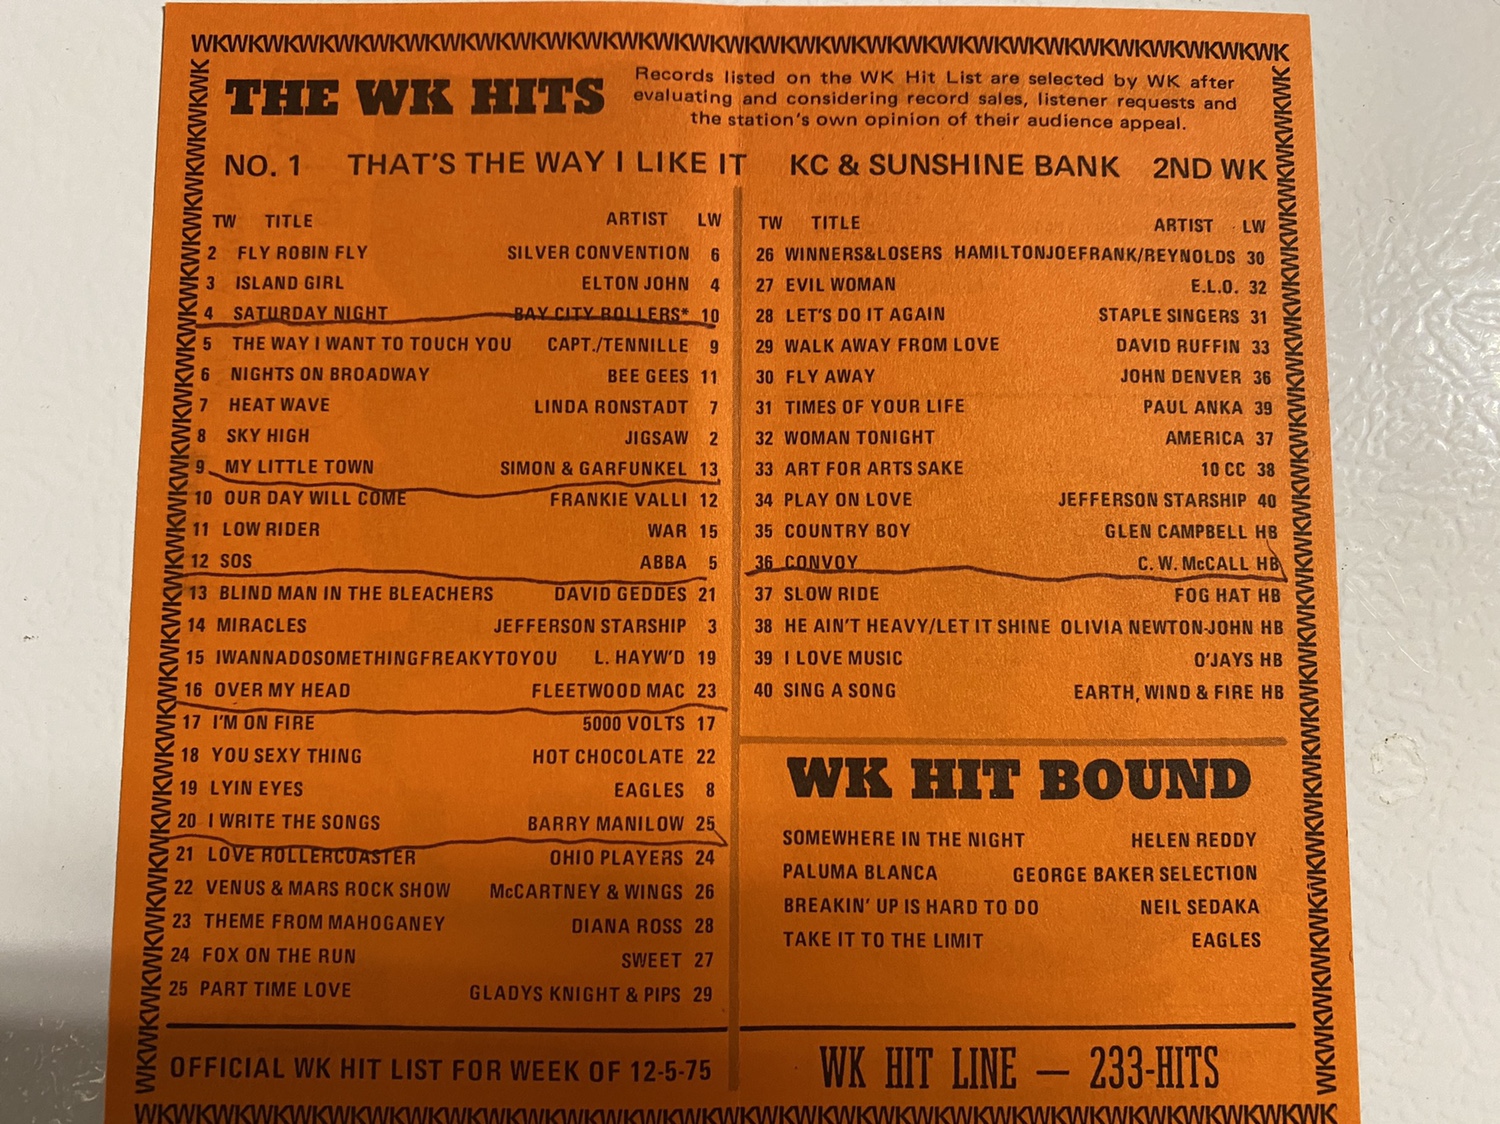 WKWKWKWKWKWKWKWKWKWKWKWKWKWKWKWKWKWKWKWKWKWKWKWKWKWKWKWKWKWKWK
THE WK HITS
Records listed on the WK Hit List are selected by WK after
evaluating and considering record sales, listener requests and
the station's own opinion of their audience appeal.
NO. 1 THAT'S THE WAY I LIKE IT KC & SUNSHINE BANK 2ND WK
TW TITLE ARTIST LW
2 FLY ROBIN FLY SILVER CONVENTION 6
3 ISLAND GIRL ELTON JOHN 4
4 SATURDAY NIGHT BAY CITY ROLLERS* 10
5 THE WAY I WANT TO TOUCH YOU CAPT./TENNILLE 9
6 NIGHTS ON BROADWAY BEE GEES 11
7 HEAT WAVE LINDA RONSTADT 7
8 SKY HIGH JIGSAW 2
9 MY LITTLE TOWN SIMON & GARFUNKEL 13
10 OUR DAY WILL COME FRANKIE VALLI 12
11 LOW RIDER WAR 15
12 SOS ABBA 5
13 BLIND MAN IN THE BLEACHERS DAVID GEDDES 21
14 MIRACLES JEFFERSON STARSHIP 3
15 IWANNADOSOMETHINGFREAKYTOYOU L. HAYW'D 19
16 OVER MY HEAD FLEETWOOD MAC 23
17 I'M ON FIRE 5000 VOLTS 17
18 YOU SEXY THING HOT CHOCOLATE 22
19 LYIN EYES EAGLES 8
20 I WRITE THE SONGS BARRY MANILOW 25
21 LOVE ROLLERCOASTER OHIO PLAYERS 24
22 VENUS & MARS ROCK SHOW McCARTNEY & WINGS 26
23 THEME FROM MAHOGANEY DIANA ROSS 28
24 FOX ON THE RUN SWEET 27
25 PART TIME LOVE GLADYS KNIGHT & PIPS 29
OFFICIAL WK HIT LIST FOR WEEK OF 12-5-75
TW TITLE ARTIST LW
26 WINNERS&LOSERS HAMILTONJOEFRANK/REYNOLDS 30
27 EVIL WOMAN E.L.O. 32
28 LET'S DO IT AGAIN STAPLE SINGERS 31
29 WALK AWAY FROM LOVE DAVID RUFFIN 33
30 FLY AWAY JOHN DENVER 36
31 TIMES OF YOUR LIFE PAUL ANKA 39
32 WOMAN TONIGHT AMERICA 37
33 ART FOR ARTS SAKE 10 CC 38
34 PLAY ON LOVE JEFFERSON STARSHIP 40
35 COUNTRY BOY GLEN CAMPBELL HB
36 CONVOY C. W. McCALL HB
37 SLOW RIDE FOG HAT HB
38 HE AIN'T HEAVY/LET IT SHINE OLIVIA NEWTON-JOHN HB
39 I LOVE MUSIC O'JAYS HB
40 SING A SONG EARTH, WIND & FIRE HB
WK HIT BOUND
SOMEWHERE IN THE NIGHT HELEN REDDY
PALUMA BLANCA GEORGE BAKER SELECTION
BREAKIN' UP IS HARD TO DO NEIL SEDAKA
TAKE IT TO THE LIMIT EAGLES
WK HIT LINE — 233-HITS
WKWKWKWKWKWKWKWKWKWKWKWKWKWKWKWKWKWKWKWKWKWKWKWKWKWKWKWKWKWKWKWKWK